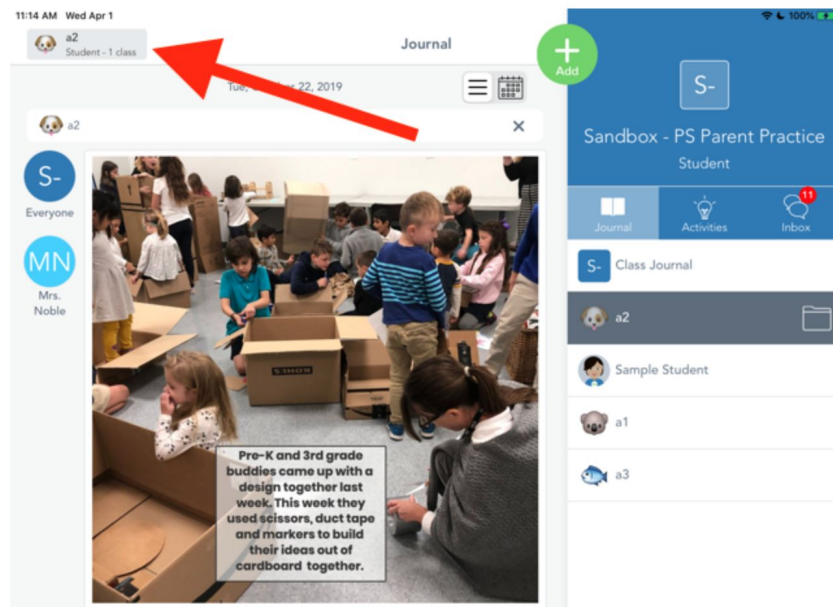 11:14 AM Wed Apr 1
100%
a2
Student - 1 class
Journal
Add
22, 2019
a2
S-
Everyone
MN
Mrs.
Noble
Pre-K and 3rd grade
buddies came up with a
design together last
week. This week they
used scissors, duct tape
and markers to build
their ideas out of
cardboard together.
S-
Sandbox - PS Parent Practice
Student
Journal
Activities
11
Inbox
S- Class Journal
a2
Sample Student
a1
a3